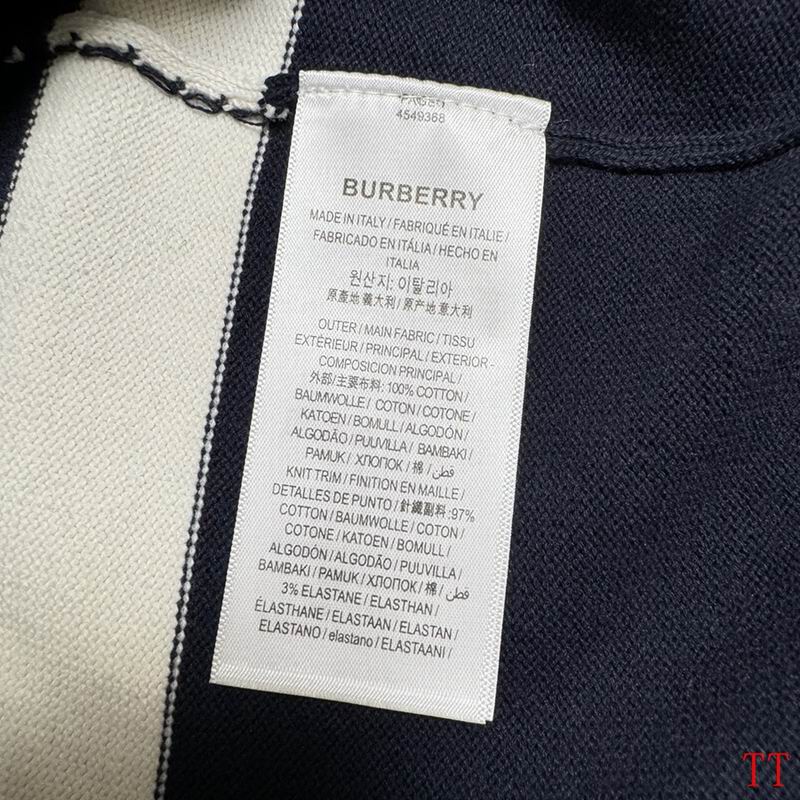 4549368
BURBERRY
MADE IN ITALY / FABRIQUÉ EN ITALIE /
FABRICADO EN ITÁLIA / HECHO EN
ITALIA
원산지: 이탈리아
原產地 義大利 / 原产地 意大利
OUTER / MAIN FABRIC / TISSU
EXTÉRIEUR / PRINCIPAL / EXTERIOR -
COMPOSICION PRINCIPAL /
外部/主要布料: 100% COTTON /
BAUMWOLLE / COTON / COTONE /
KATOEN / BOMULL / ALGODÓN /
ALGODÃO / PUUVILLA / BAMBAKI /
PAMUK / ХЛОПОК / 棉 / قطن /
KNIT TRIM / FINITION EN MAILLE /
DETALLES DE PUNTO / 針織副料: 97%
COTTON / BAUMWOLLE / COTON /
COTONE / KATOEN / BOMULL /
ALGODÓN / ALGODÃO / PUUVILLA /
BAMBAKI / PAMUK / ХЛОПОК / 棉 / قطن /
3% ELASTANE / ELASTHAN /
ÉLASTHANE / ELASTAAN / ELASTAN /
ELASTANO / elastano / ELASTAANI /
TT